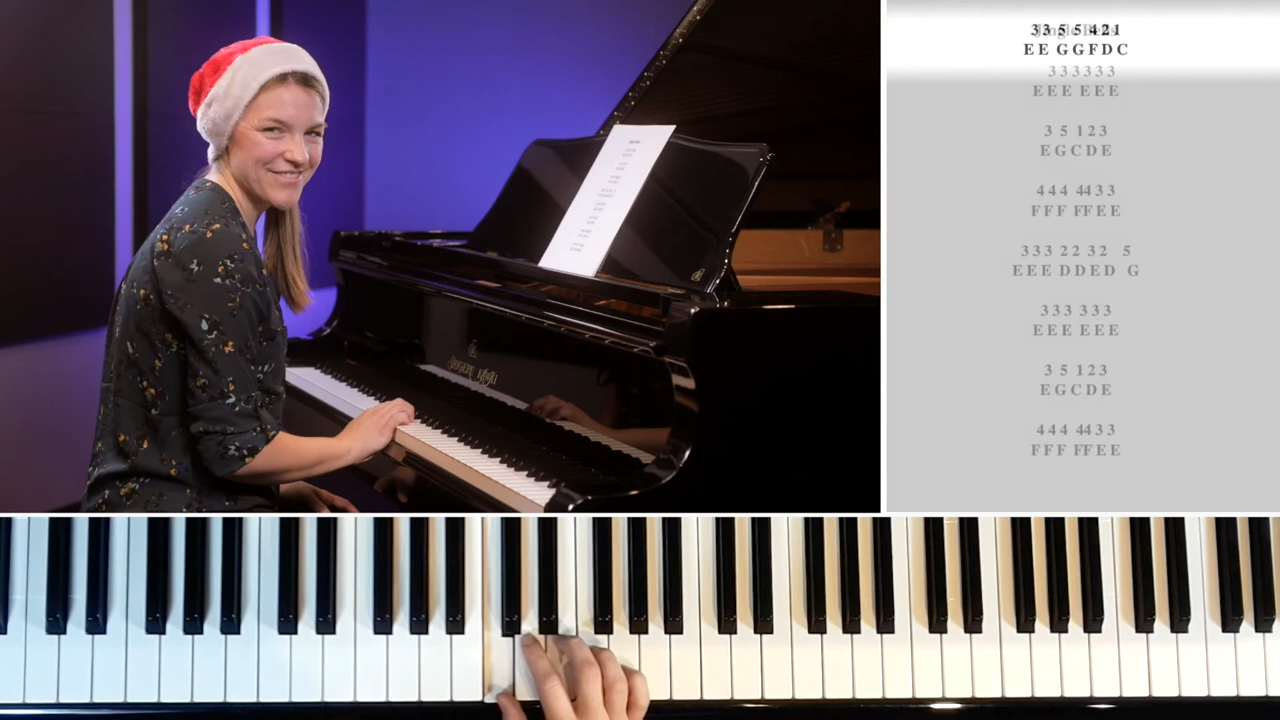 33 5 5 421
EE GGFDC
333333
EEE EEE
3 5 123
EGCDE
444 4433
FFF FFEE
333 22 32 5
EEE DDED G
333 333
EEE EEE
3 5 123
EGCDE
444 4433
FFF FFEE